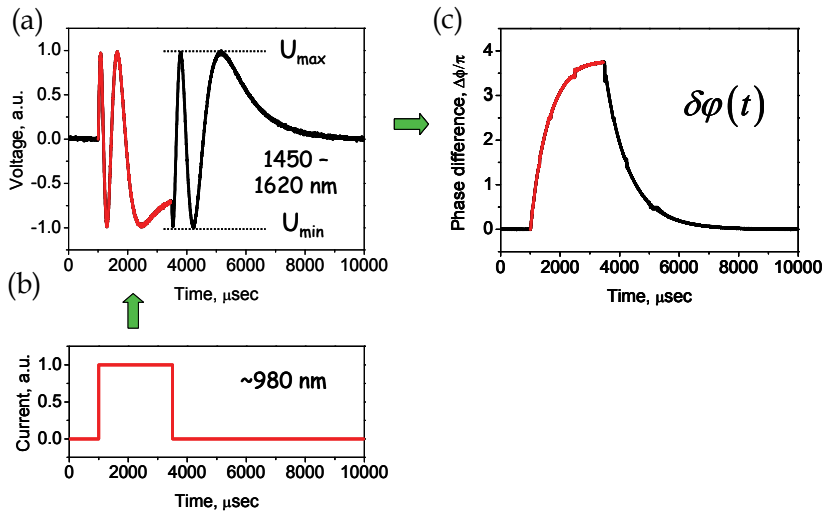 (a)
1.0
0.5
0.0
-0.5
-1.0
Voltage, a.u.
Umax
1450 –
1620 nm
Umin
0 2000 4000 6000 8000 10000
Time, μsec
(b)
1.0
0.5
0.0
Current, a.u.
~980 nm
0 2000 4000 6000 8000 10000
Time, μsec
(c)
4
3
2
1
0
Phase difference, Δϕ/π
δφ(t)
0 2000 4000 6000 8000 10000
Time, μsec